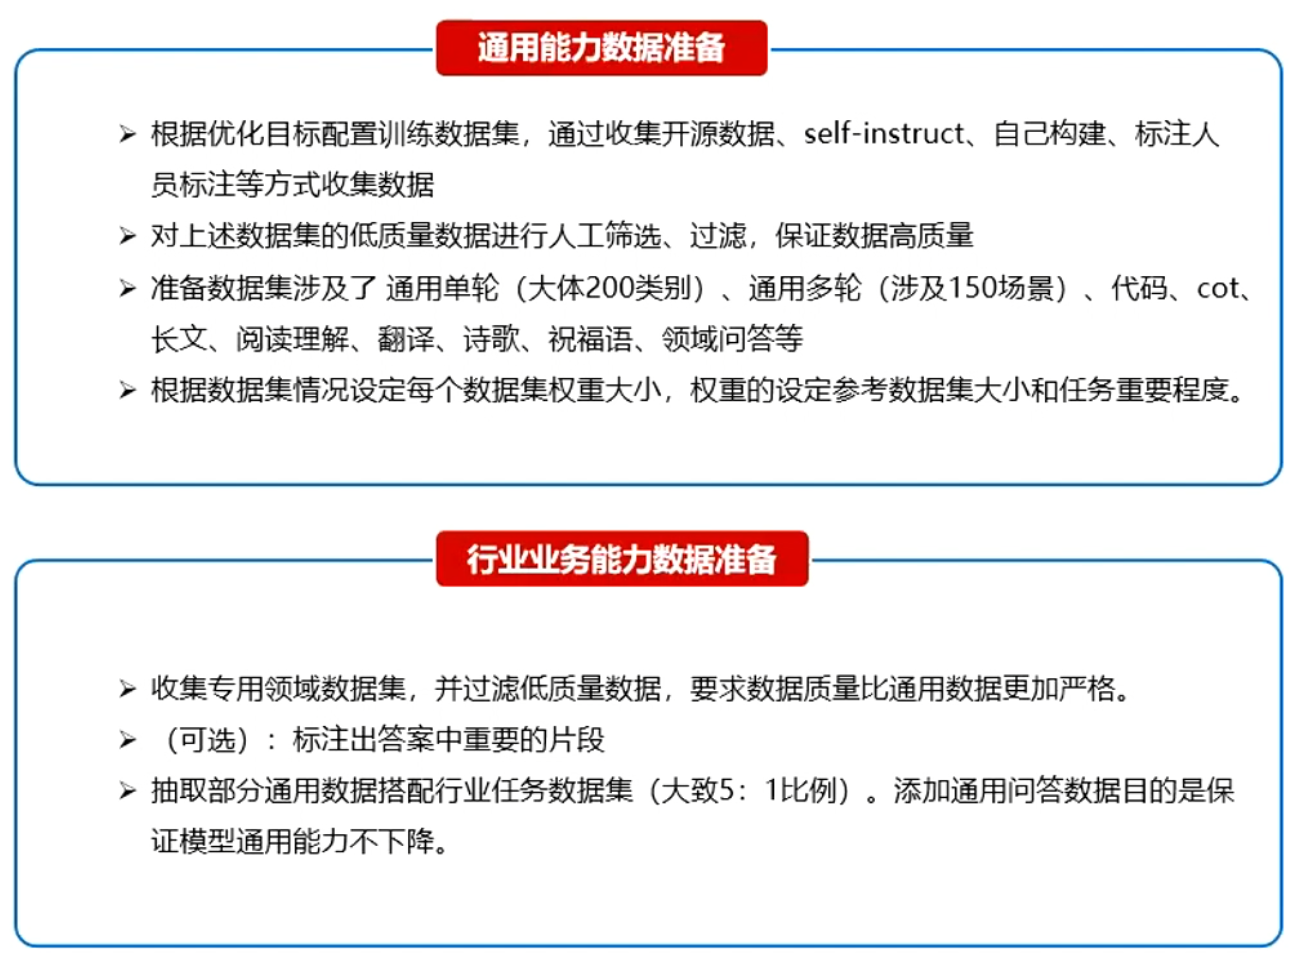 通用能力数据准备
➢ 根据优化目标配置训练数据集，通过收集开源数据、self-instruct、自己构建、标注人
员标注等方式收集数据
➢ 对上述数据集的低质量数据进行人工筛选、过滤，保证数据高质量
➢ 准备数据集涉及了 通用单轮（大体200类别）、通用多轮（涉及150场景）、代码、cot、
长文、阅读理解、翻译、诗歌、祝福语、领域问答等
➢ 根据数据集情况设定每个数据集权重大小，权重的设定参考数据集大小和任务重要程度。
行业业务能力数据准备
➢ 收集专用领域数据集，并过滤低质量数据，要求数据质量比通用数据更加严格。
➢ （可选）：标注出答案中重要的片段
➢ 抽取部分通用数据搭配行业任务数据集（大致5：1比例）。添加通用问答数据目的是保
证模型通用能力不下降。